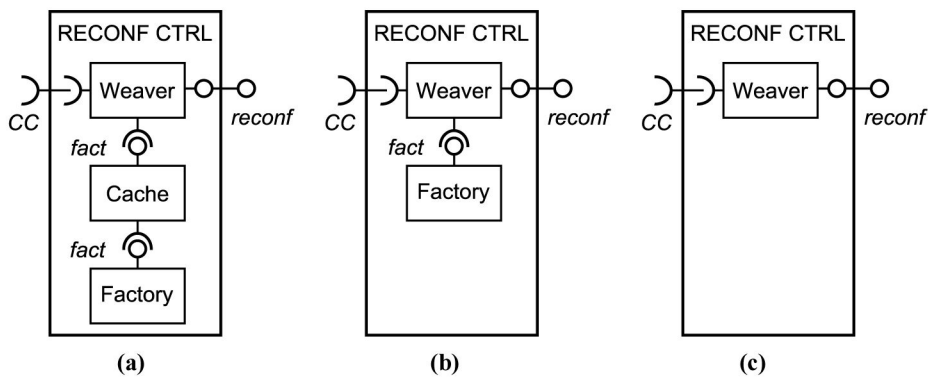 RECONF CTRL
Weaver
CC
reconf
fact
Cache
fact
Factory
(a)
RECONF CTRL
Weaver
CC
reconf
fact
Factory
(b)
RECONF CTRL
Weaver
CC
reconf
(c)